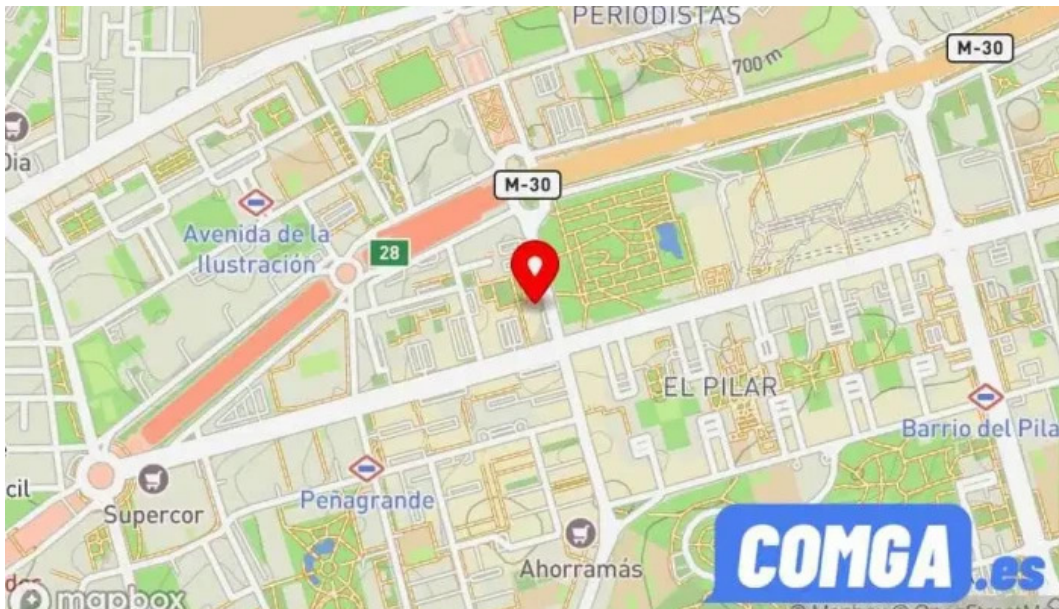 PERIODISTAS
M-30
700 m
Dia
M-30
Avenida de la
Ilustración
28
EL PILAR
Barrio del Pila
Peñagrande
cil
Supercor
Ahorramás
COMGA.es
mapbox